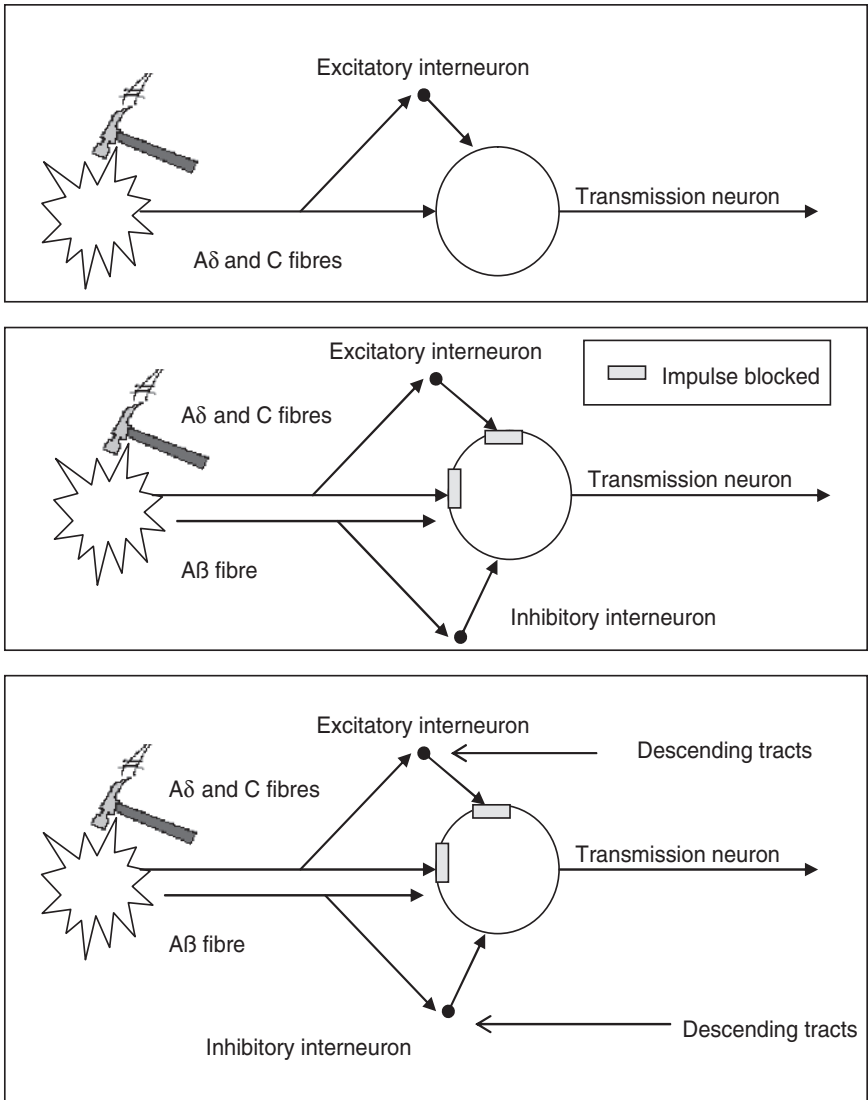 Excitatory interneuron
Transmission neuron
Aδ and C fibres
Excitatory interneuron
Impulse blocked
Aδ and C fibres
Transmission neuron
Aß fibre
Inhibitory interneuron
Excitatory interneuron
Descending tracts
Aδ and C fibres
Transmission neuron
Aß fibre
Descending tracts
Inhibitory interneuron